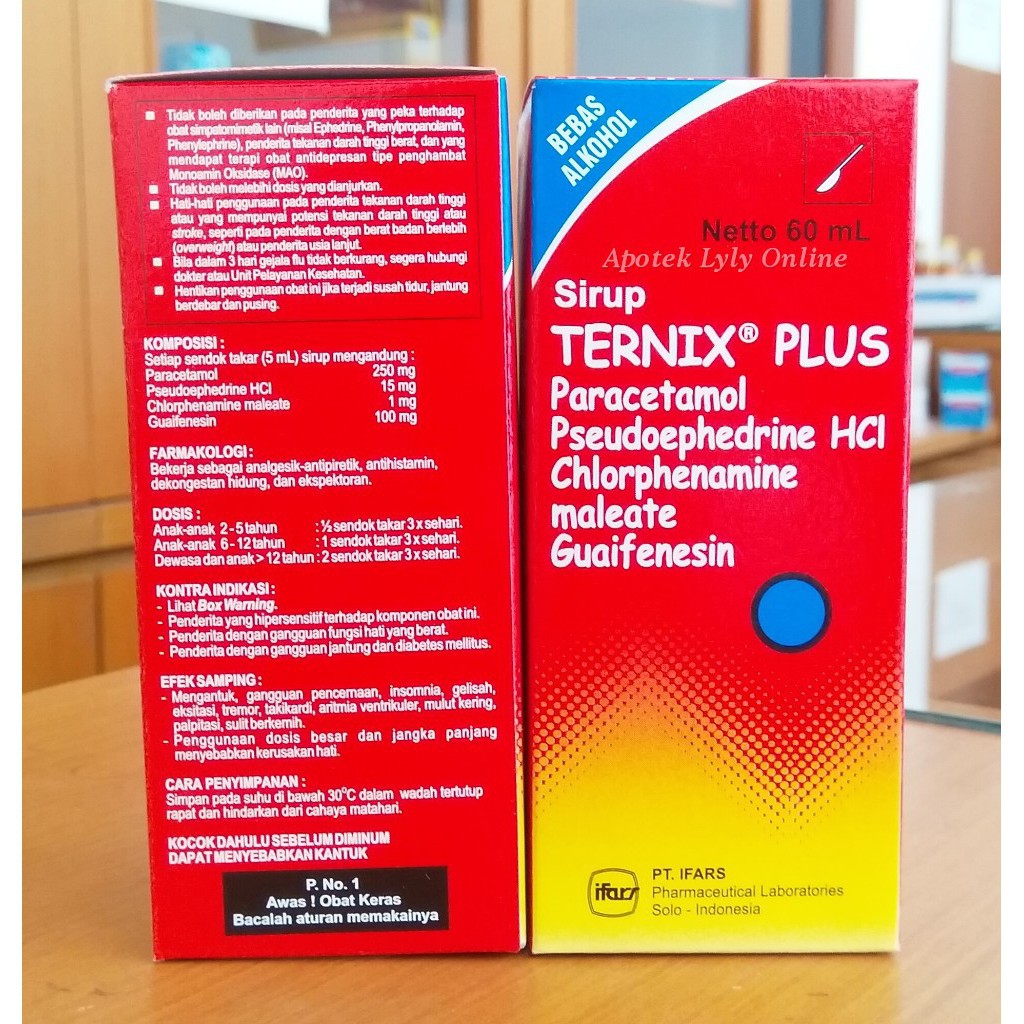 Tidak boleh diberikan pada penderita yang peka terhadap
obat simpatomimetik lain (misal Ephedrine, Phenylpropanolamin,
Phenylephrine), penderita tekanan darah tinggi berat, dan yang
mendapat terapi obat antidepresan tipe penghambat
Monoamin Oksidase (MAO).
Tidak boleh melebihi dosis yang dianjurkan.
Hati-hati penggunaan pada penderita tekanan darah tinggi
atau yang mempunyai potensi tekanan darah tinggi atau
stroke, seperti pada penderita dengan berat badan berlebih
(overweight) atau penderita usia lanjut.
Bila dalam 3 hari gejala flu tidak berkurang, segera hubungi
dokter atau Unit Pelayanan Kesehatan.
Hentikan penggunaan obat ini jika terjadi susah tidur, jantung
berdebar dan pusing.
KOMPOSISI :
Setiap sendok takar (5 mL) sirup mengandung :
Paracetamol 250 mg
Pseudoephedrine HCl 15 mg
Chlorphenamine maleate 1 mg
Guaifenesin 100 mg
FARMAKOLOGI :
Bekerja sebagai analgesik-antipiretik, antihistamin,
dekongestan hidung, dan ekspektoran.
DOSIS :
Anak-anak 2 - 5 tahun : ½ sendok takar 3 x sehari.
Anak-anak 6 - 12 tahun : 1 sendok takar 3 x sehari.
Dewasa dan anak > 12 tahun : 2 sendok takar 3 x sehari.
KONTRA INDIKASI :
- Lihat Box Warning.
- Penderita yang hipersensitif terhadap komponen obat ini.
- Penderita dengan gangguan fungsi hati yang berat.
- Penderita dengan gangguan jantung dan diabetes mellitus.
EFEK SAMPING :
- Mengantuk, gangguan pencernaan, insomnia, gelisah,
eksitasi, tremor, takikardi, aritmia ventrikuler, mulut kering,
palpitasi, sulit berkemih.
- Penggunaan dosis besar dan jangka panjang
menyebabkan kerusakan hati.
CARA PENYIMPANAN :
Simpan pada suhu di bawah 30°C dalam wadah tertutup
rapat dan hindarkan dari cahaya matahari.
KOCOK DAHULU SEBELUM DIMINUM
DAPAT MENYEBABKAN KANTUK
P. No. 1
Awas ! Obat Keras
Bacalah aturan memakainya
BEBAS
ALKOHOL
Netto 60 mL
Apotek Lyly Online
Sirup
TERNIX® PLUS
Paracetamol
Pseudoephedrine HCl
Chlorphenamine
maleate
Guaifenesin
ifars
PT. IFARS
Pharmaceutical Laboratories
Solo - Indonesia